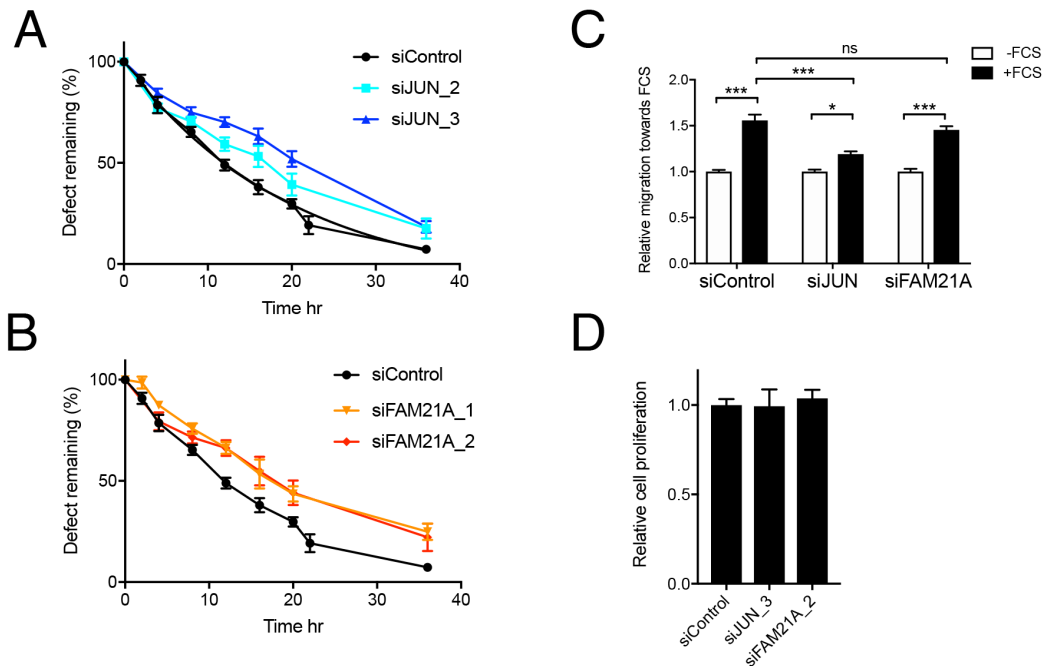 A
siControl
siJUN_2
siJUN_3
Defect remaining (%)
100
50
0
0 10 20 30 40
Time hr
B
siControl
siFAM21A_1
siFAM21A_2
Defect remaining (%)
100
50
0
0 10 20 30 40
Time hr
C
-FCS
+FCS
ns
***
*** * ***
Relative migration towards FCS
2.0
1.5
1.0
0.5
0.0
siControl siJUN siFAM21A
D
Relative cell proliferation
1.0
0.5
0.0
siControl
siJUN_3
siFAM21A_2